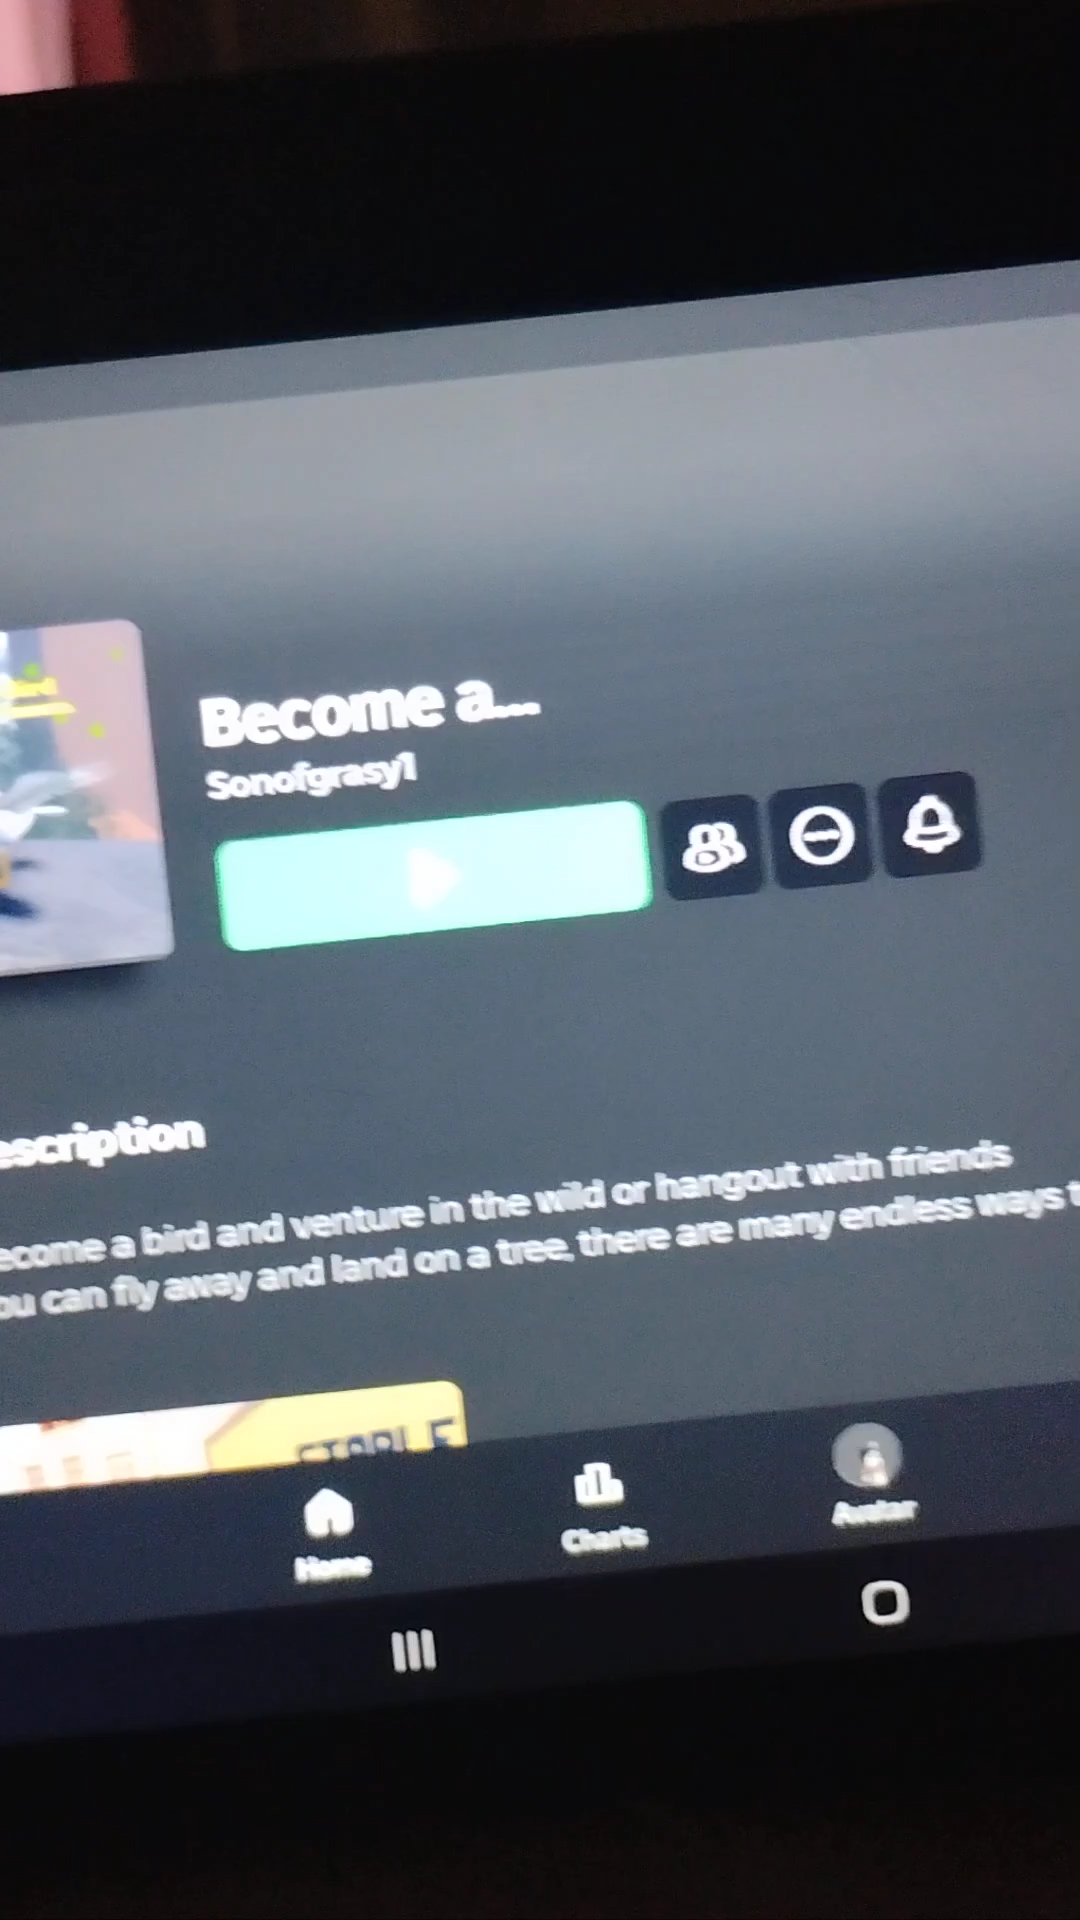 Become a...
Sonofgrasy1
escription
ecome a bird and venture in the wild or hangout with friends
ou can fly away and land on a tree, there are many endless ways t
Home
Charts
Avatar